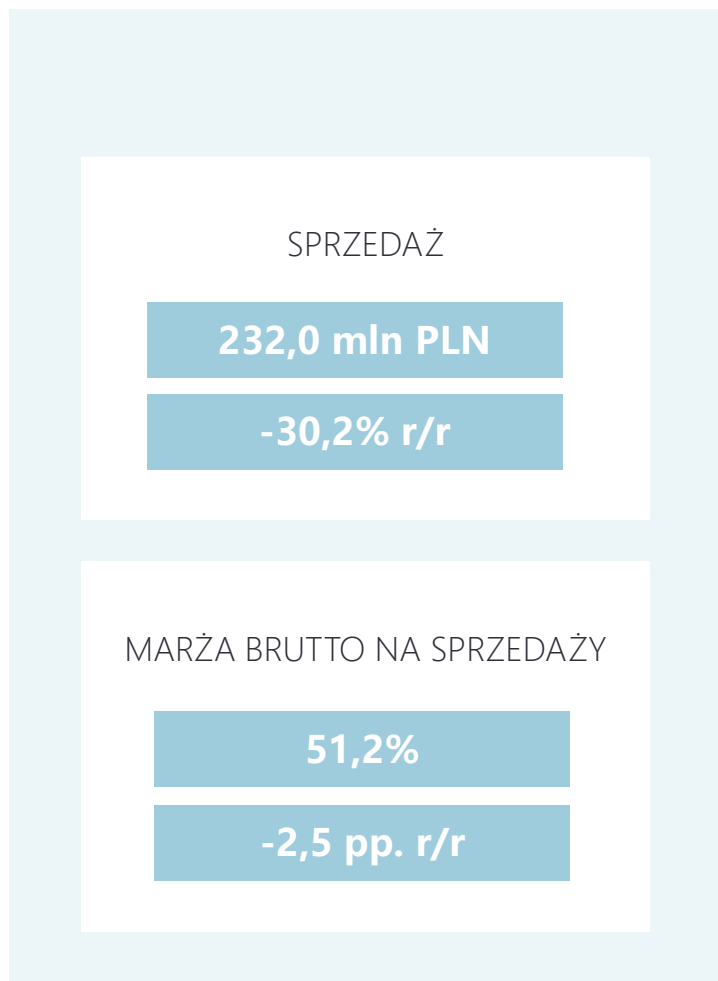 SPRZEDAŻ
232,0 mln PLN
-30,2% r/r
MARŻA BRUTTO NA SPRZEDAŻY
51,2%
-2,5 pp. r/r